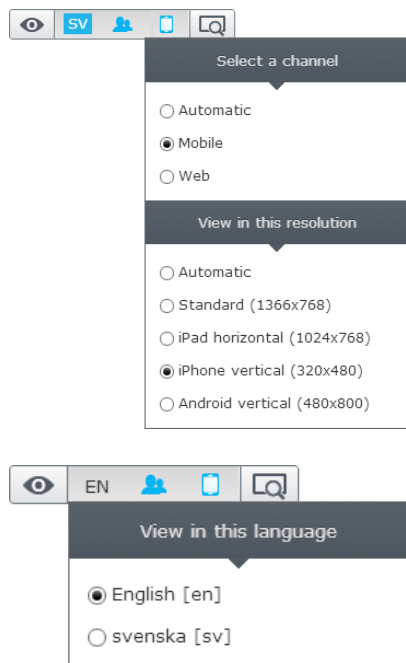 SV
Select a channel
Automatic
Mobile
Web
View in this resolution
Automatic
Standard (1366x768)
iPad horizontal (1024x768)
iPhone vertical (320x480)
Android vertical (480x800)
EN
View in this language
English [en]
svenska [sv]